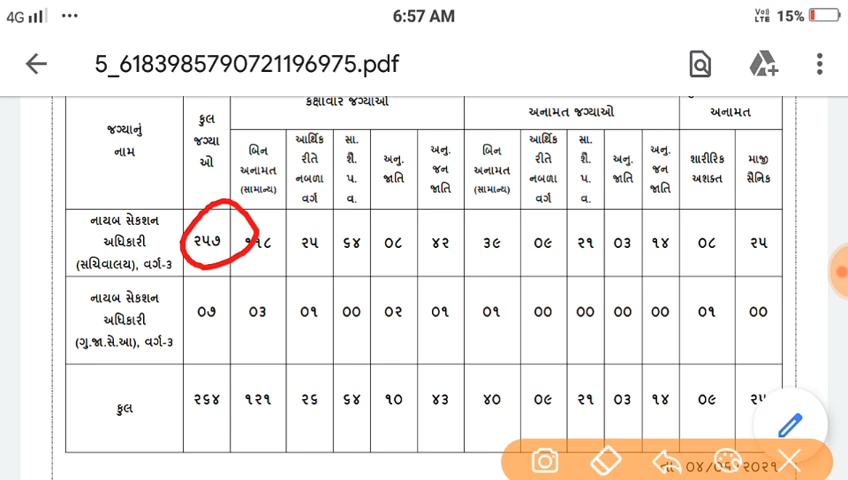 4G ... 6:57 AM VoJ LTE 15%
5_6183985790721196975.pdf
કક્ષાવાર જગ્યાઓ અનામત જગ્યાઓ અનામત
જગ્યાનું નામ
કુલ જગ્યાઓ
બિન અનામત (સામાન્ય)
આર્થિક રીતે નબળા વર્ગ
સા. શૈ. પ. વ.
અનુ. જાતિ
અનુ. જન જાતિ
બિન અનામત (સામાન્ય)
આર્થિક રીતે નબળા વર્ગ
સા. શૈ. પ. વ.
અનુ. જાતિ
અનુ. જન જાતિ
શારીરિક અશક્ત
માજી સૈનિક
નાયબ સેકશન
અધિકારી
(સચિવાલય), વર્ગ-૩
૨૫૭ ૧૧૮ ૨૫ ૬૪ ૦૮ ૪૨ ૩૯ ૦૯ ૨૧ ૦૩ ૧૪ ૦૮ ૨૫
નાયબ સેકશન
અધિકારી
(ગુ.જા.સે.આ), વર્ગ-૩
૦૭ ૦૩ ૦૧ ૦૦ ૦૨ ૦૧ ૦૧ ૦૦ ૦૦ ૦૦ ૦૦ ૦૧ ૦૦
કુલ ૨૬૪ ૧૨૧ ૨૬ ૬૪ ૧૦ ૪૩ ૪૦ ૦૯ ૨૧ ૦૩ ૧૪ ૦૯ ૨૫